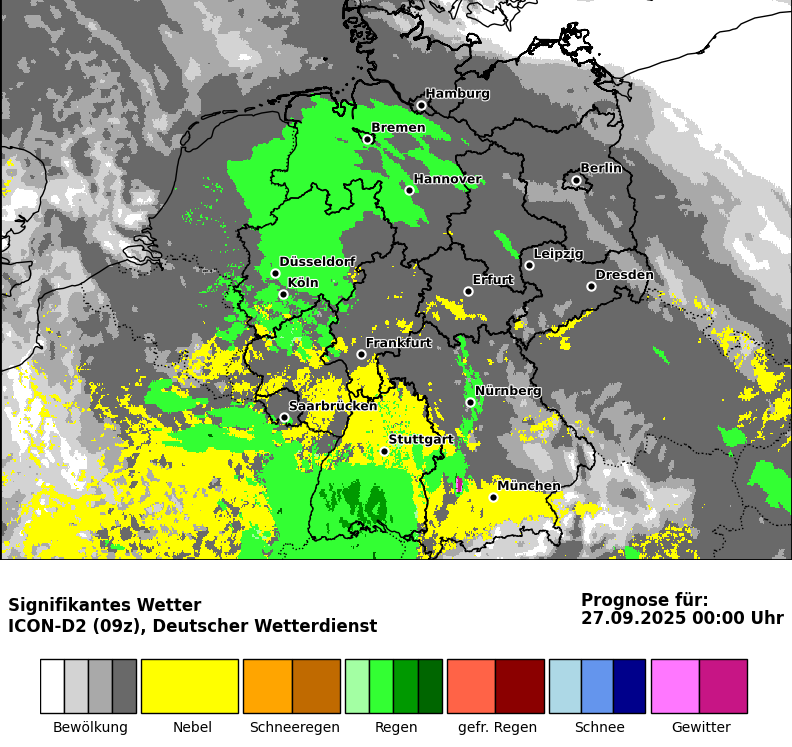 Hamburg
Bremen
Berlin
Hannover
Leipzig
Düsseldorf
Dresden
Erfurt
Köln
Frankfurt
Nürnberg
Saarbrücken
Stuttgart
München
Signifikantes Wetter
ICON-D2 (09z), Deutscher Wetterdienst
Prognose für:
27.09.2025 00:00 Uhr
Bewölkung Nebel Schneeregen Regen gefr. Regen Schnee Gewitter